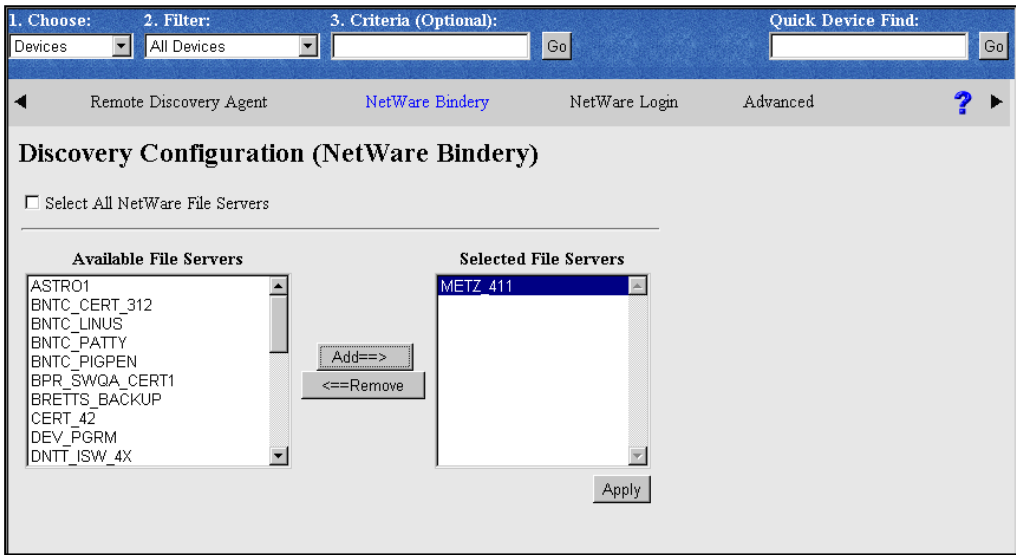 1. Choose: 2. Filter: 3. Criteria (Optional): Quick Device Find:
Devices All Devices Go Go
Remote Discovery Agent NetWare Bindery NetWare Login Advanced ?
Discovery Configuration (NetWare Bindery)
Select All NetWare File Servers
Available File Servers Selected File Servers
ASTRO1 METZ_411
BNTC_CERT_312
BNTC_LINUS
BNTC_PATTY
BNTC_PIGPEN
BPR_SWQA_CERT1
BRETTS_BACKUP
CERT_42
DEV_PGRM
DNTT_ISW_4X
Add==>
<==Remove
Apply